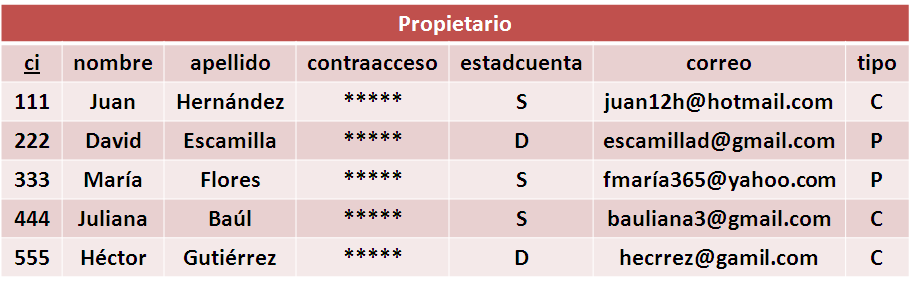 Propietario
ci nombre apellido contraacceso estadcuenta correo tipo
111 Juan Hernández ***** S juan12h@hotmail.com C
222 David Escamilla ***** D escamillad@gmail.com P
333 María Flores ***** S fmaría365@yahoo.com P
444 Juliana Baúl ***** S bauliana3@gmail.com C
555 Héctor Gutiérrez ***** D hecrrez@gamil.com C